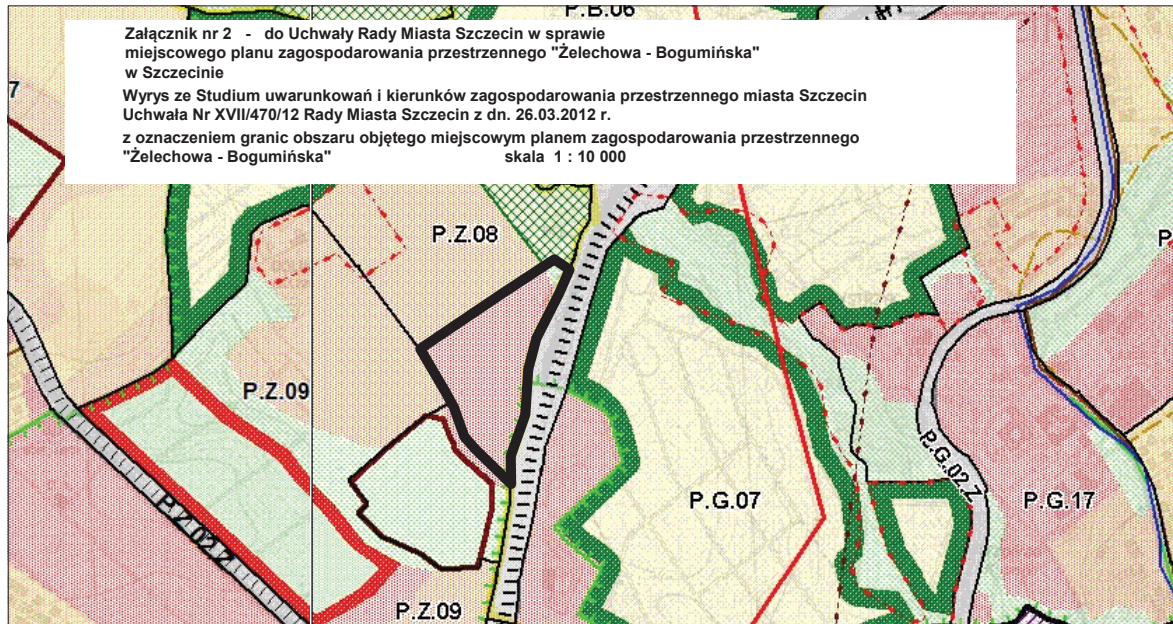 P.B.06
Załącznik nr 2 - do Uchwały Rady Miasta Szczecin w sprawie
miejscowego planu zagospodarowania przestrzennego "Żelechowa - Bogumińska"
w Szczecinie
Wyrys ze Studium uwarunkowań i kierunków zagospodarowania przestrzennego miasta Szczecin
Uchwała Nr XVII/470/12 Rady Miasta Szczecin z dn. 26.03.2012 r.
z oznaczeniem granic obszaru objętego miejscowym planem zagospodarowania przestrzennego
"Żelechowa - Bogumińska" skala 1 : 10 000
7
P.Z.08
P
P.Z.09
P.G.02 Z
P.G.07
P.G.17
P.Z.02 Z
P.Z.09